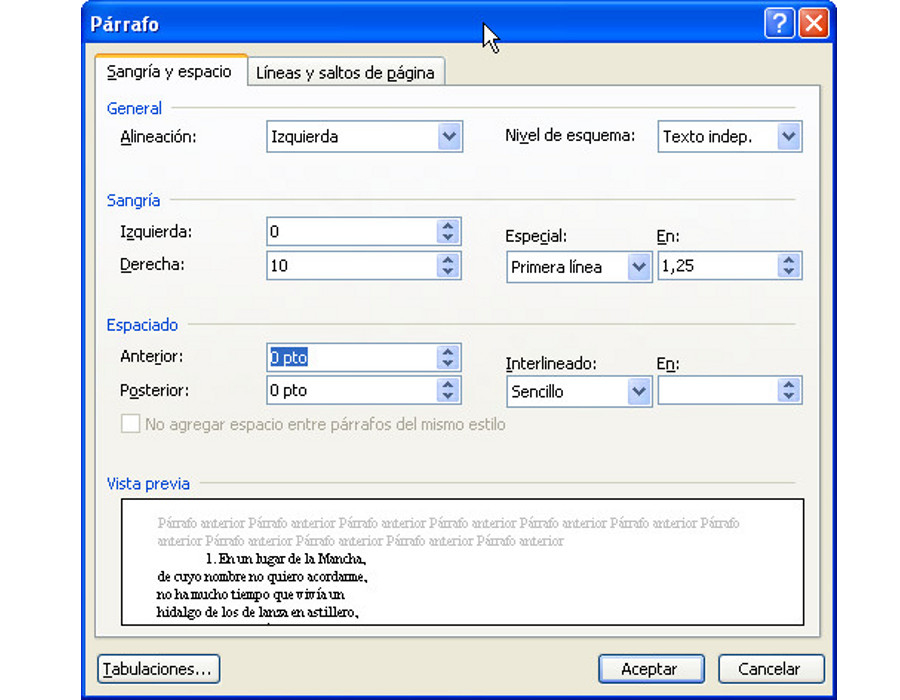 Párrafo
Sangría y espacio Líneas y saltos de página
General
Alineación: Izquierda Nivel de esquema: Texto indep.
Sangría
Izquierda: 0 Especial: En:
Derecha: 10 Primera línea 1,25
Espaciado
Anterior: 0 pto Interlineado: En:
Posterior: 0 pto Sencillo
No agregar espacio entre párrafos del mismo estilo
Vista previa
Párrafo anterior Párrafo anterior Párrafo anterior Párrafo anterior Párrafo anterior Párrafo anterior Párrafo
anterior Párrafo anterior Párrafo anterior Párrafo anterior Párrafo anterior
1. En un lugar de la Mancha,
de cuyo nombre no quiero acordarme,
no ha mucho tiempo que vivía un
hidalgo de los de lanza en astillero,
Tabulaciones... Aceptar Cancelar